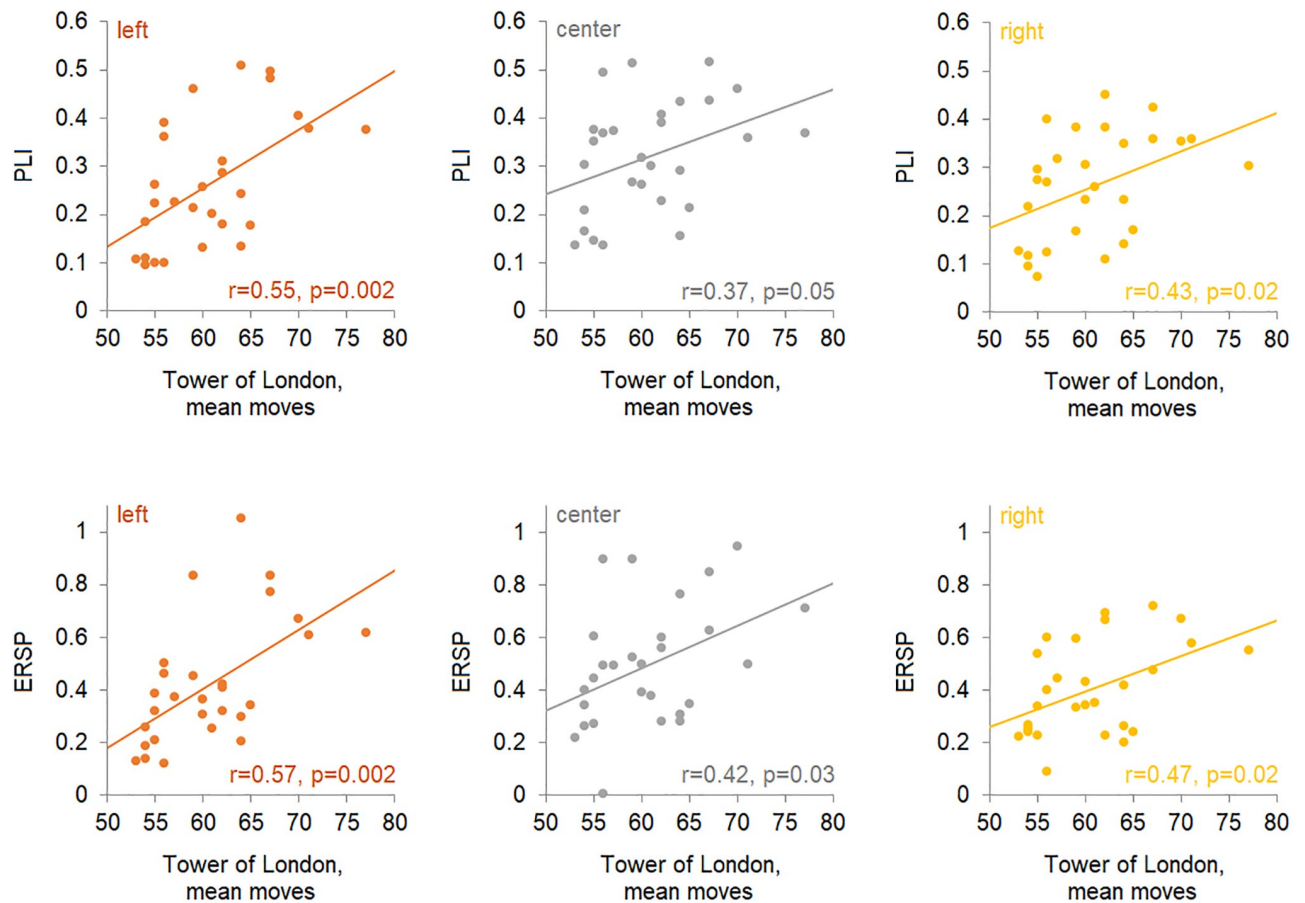 left
PLI
0.6
0.5
0.4
0.3
0.2
0.1
0
r=0.55, p=0.002
50 55 60 65 70 75 80
Tower of London,
mean moves
center
PLI
0.6
0.5
0.4
0.3
0.2
0.1
0
r=0.37, p=0.05
50 55 60 65 70 75 80
Tower of London,
mean moves
right
PLI
0.6
0.5
0.4
0.3
0.2
0.1
0
r=0.43, p=0.02
50 55 60 65 70 75 80
Tower of London,
mean moves
left
ERSP
1
0.8
0.6
0.4
0.2
0
r=0.57, p=0.002
50 55 60 65 70 75 80
Tower of London,
mean moves
center
ERSP
1
0.8
0.6
0.4
0.2
0
r=0.42, p=0.03
50 55 60 65 70 75 80
Tower of London,
mean moves
right
ERSP
1
0.8
0.6
0.4
0.2
0
r=0.47, p=0.02
50 55 60 65 70 75 80
Tower of London,
mean moves